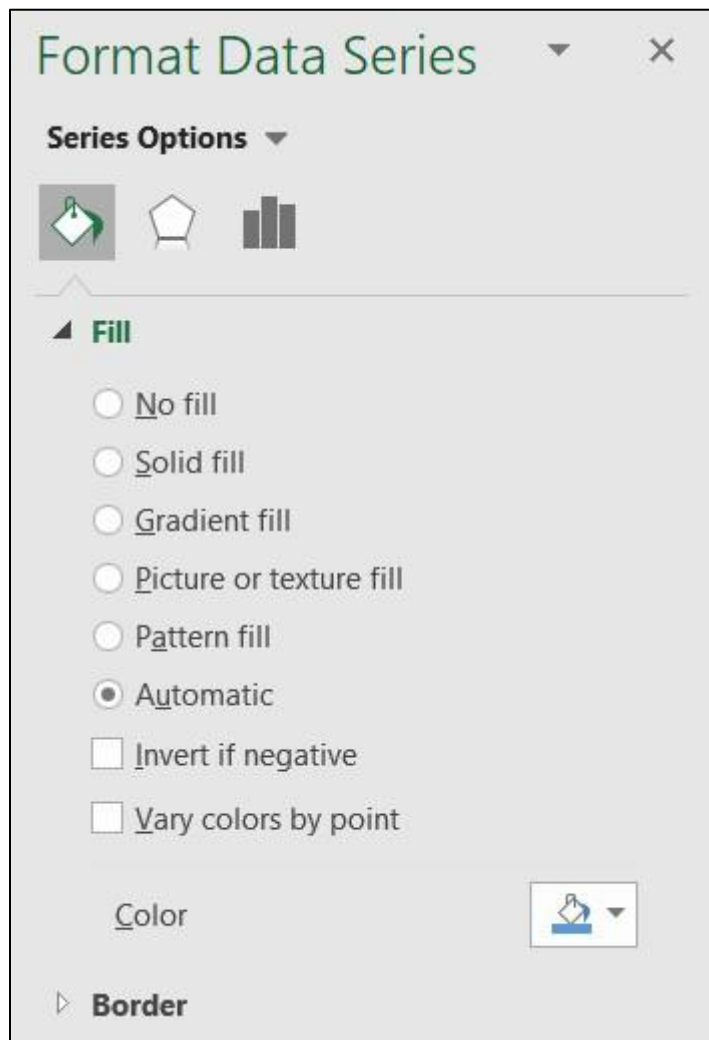 Format Data Series
Series Options
Fill
No fill
Solid fill
Gradient fill
Picture or texture fill
Pattern fill
Automatic
Invert if negative
Vary colors by point
Color
Border